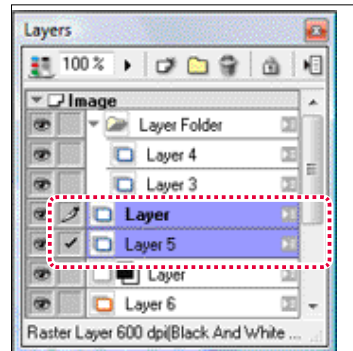 Layers
100 %
Image
Layer Folder
Layer 4
Layer 3
Layer
Layer 5
Layer
Layer 6
Raster Layer 600 dpi(Black And White ...